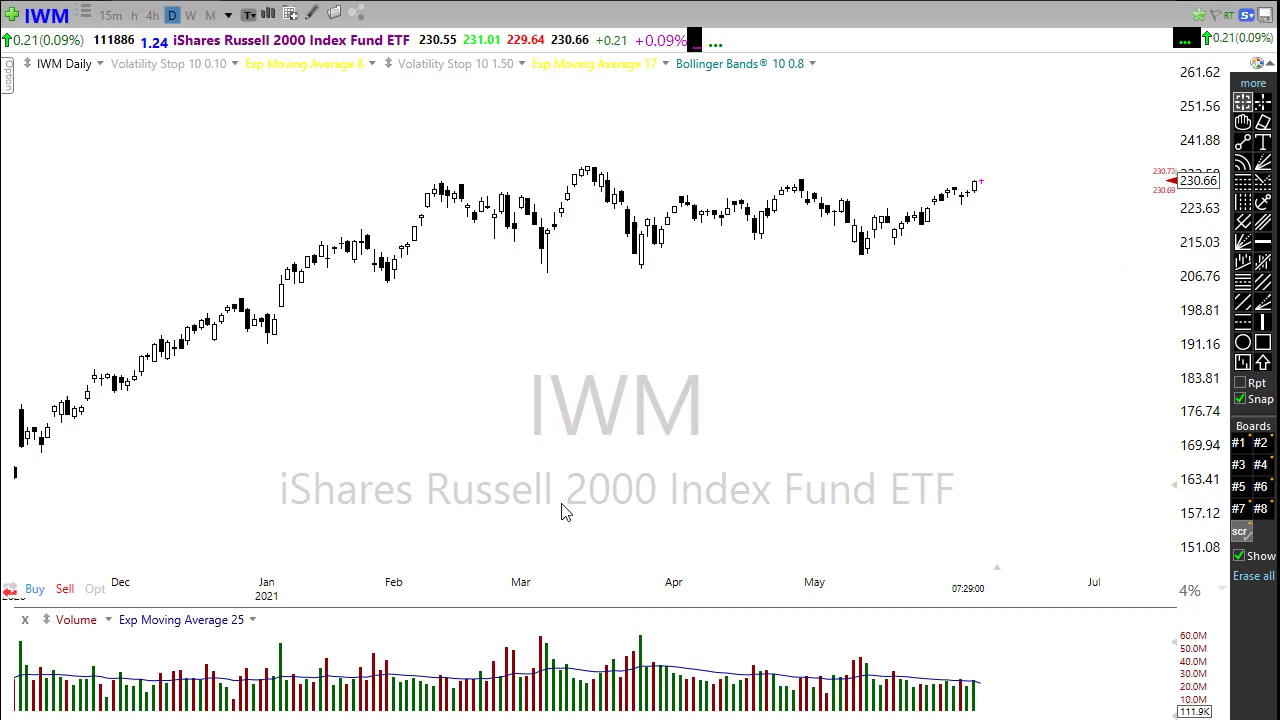 IWM 15m h 4h D W M T RT S
0.21(0.09%) 111886 1.24 iShares Russell 2000 Index Fund ETF 230.55 231.01 229.64 230.66 +0.21 +0.09% ... ... ... 0.21(0.09%)
Option IWM Daily Volatility Stop 10 0.10 Exp Moving Average 8 Volatility Stop 10 1.50 Exp Moving Average 17 Bollinger Bands® 10 0.8
261.62
more
251.56
241.88
230.66
230.69
223.63
215.03
206.76
198.81
191.16
183.81
176.74
169.94
163.41
157.12
151.08
T
Rpt
Snap
Boards
#1 #2
#3 #4
#5 #6
#7 #8
scr
Show
Erase all
IWM
iShares Russell 2000 Index Fund ETF
Dec Jan Feb Mar Apr May Jul
2021 07:29:00
Buy Sell Opt 4%
x Volume Exp Moving Average 25
60.0M
50.0M
40.0M
30.0M
20.0M
10.0M
111.9K